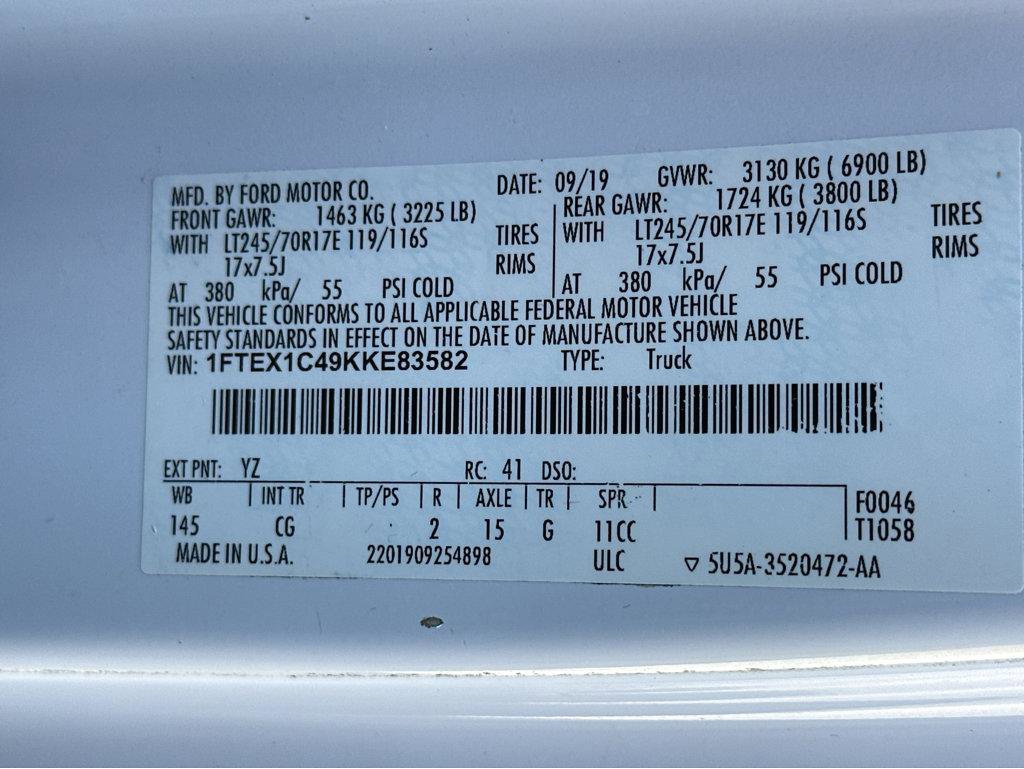 MFD. BY FORD MOTOR CO. DATE: 09/19 GVWR: 3130 KG ( 6900 LB)
FRONT GAWR: 1463 KG ( 3225 LB) REAR GAWR: 1724 KG ( 3800 LB)
WITH LT245/70R17E 119/116S TIRES WITH LT245/70R17E 119/116S TIRES
17x7.5J RIMS 17x7.5J RIMS
AT 380 kPa/ 55 PSI COLD AT 380 kPa/ 55 PSI COLD
THIS VEHICLE CONFORMS TO ALL APPLICABLE FEDERAL MOTOR VEHICLE
SAFETY STANDARDS IN EFFECT ON THE DATE OF MANUFACTURE SHOWN ABOVE.
VIN: 1FTEX1C49KKE83582 TYPE: Truck
EXT PNT: YZ RC: 41 DSO:
WB | INT TR | TP/PS | R | AXLE | TR | SPR | F0046
145 CG 2 15 G 11CC T1058
MADE IN U.S.A. 2201909254898 ULC ▽ 5U5A-3520472-AA